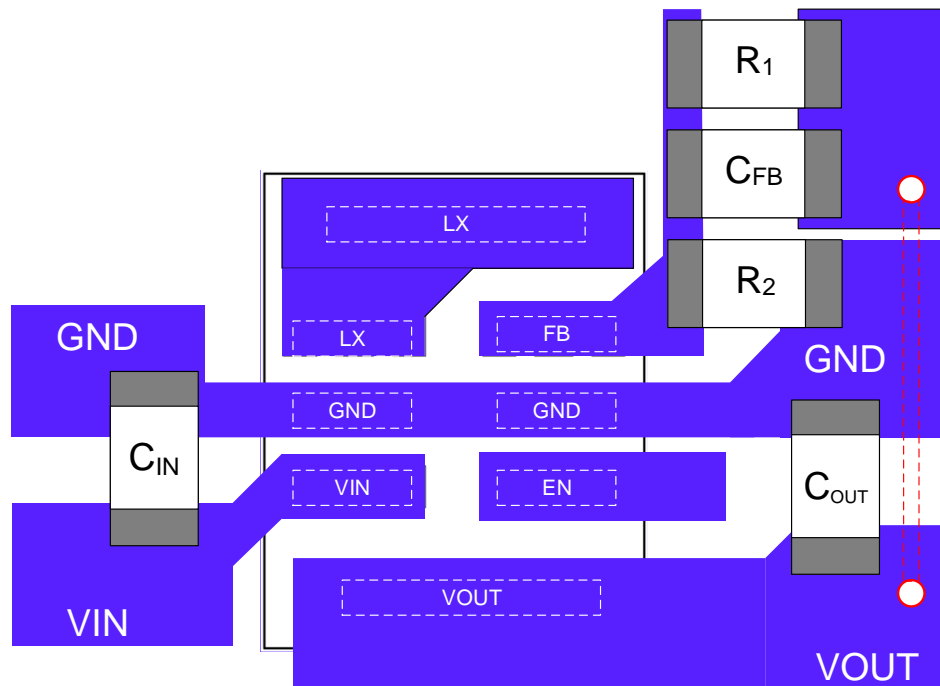 R1
CFB
LX
R2
GND
LX
FB
GND
GND
GND
CIN
VIN
EN
COUT
VOUT
VIN
VOUT